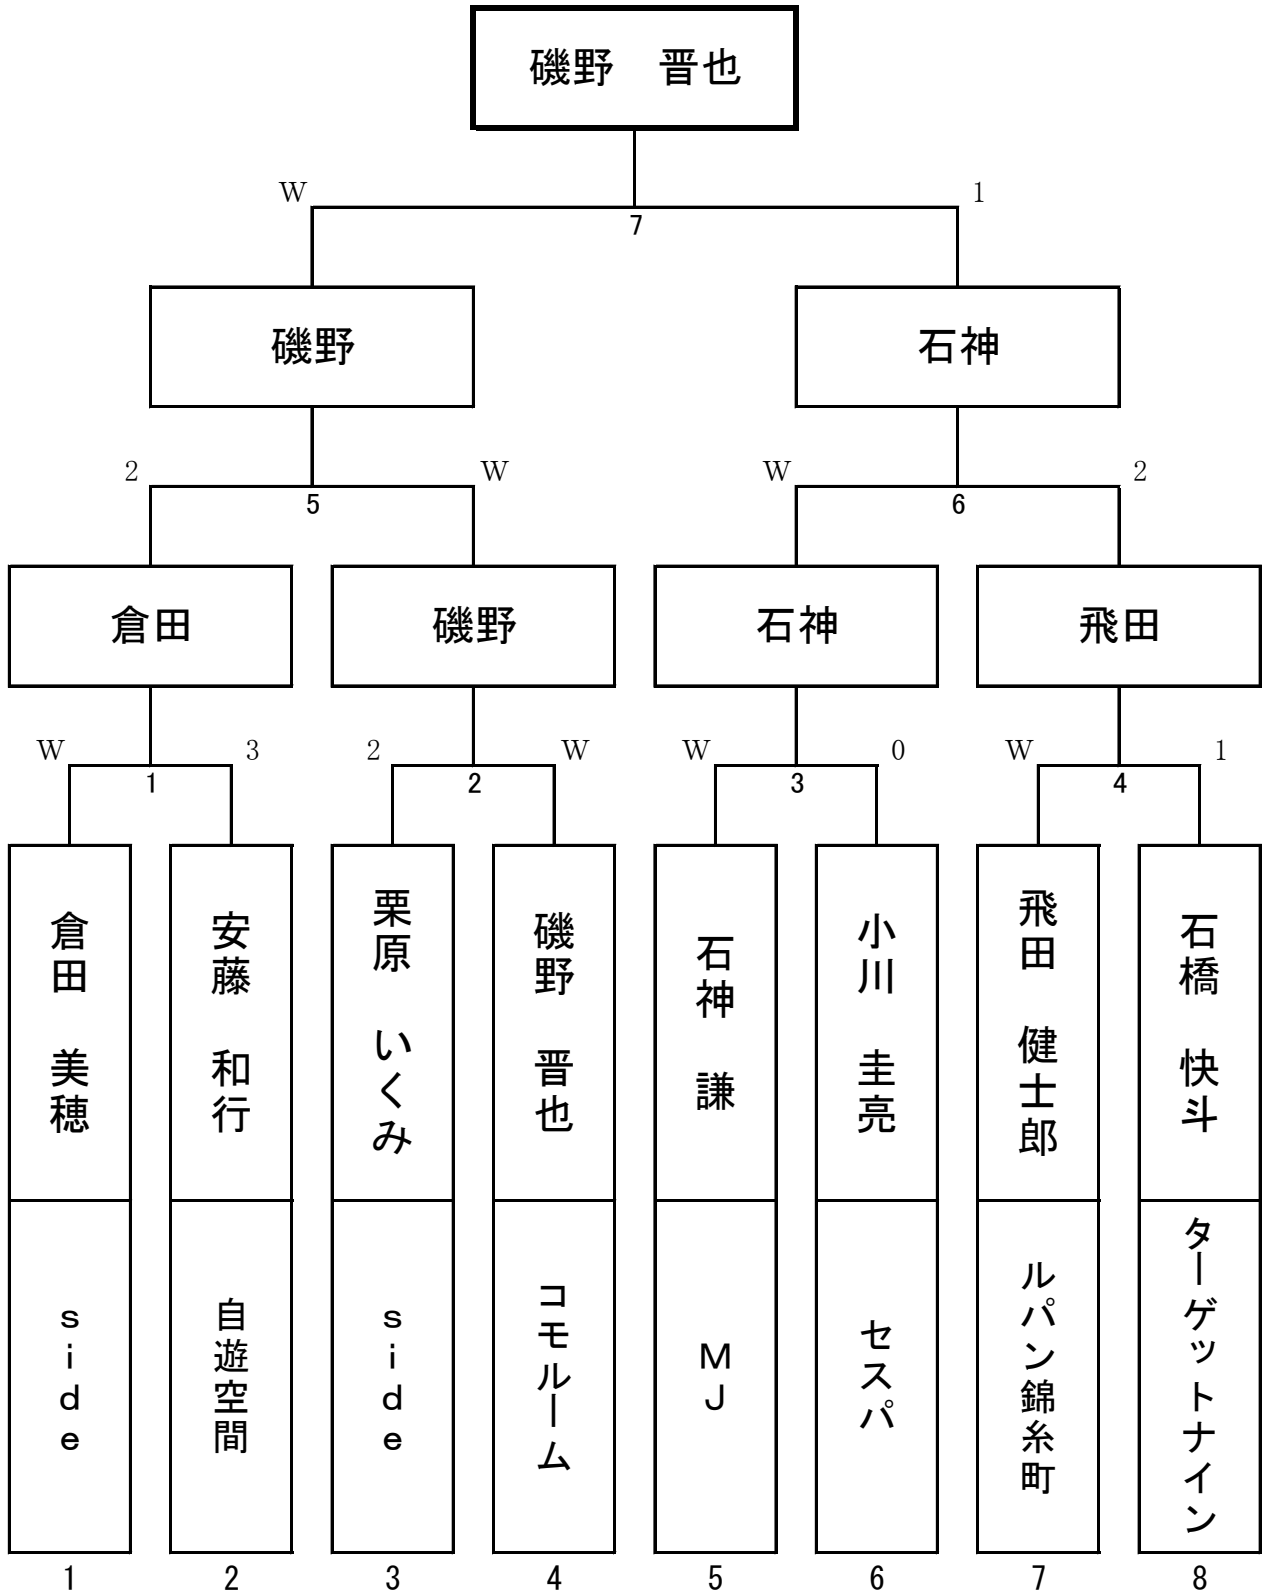 磯野　晋也
W 1
7
磯野 石神
2 W W 2
5 6
倉田 磯野 石神 飛田
W 3 2 W W 0 W 1
1 2 3 4
倉田　美穂
安藤　和行
栗原　いくみ
磯野　晋也
石神　謙
小川　圭亮
飛田　健士郎
石橋　快斗
ｓｉｄｅ
自遊空間
ｓｉｄｅ
コモルーム
ＭＪ
セスパ
ルパン錦糸町
ターゲットナイン
1 2 3 4 5 6 7 8